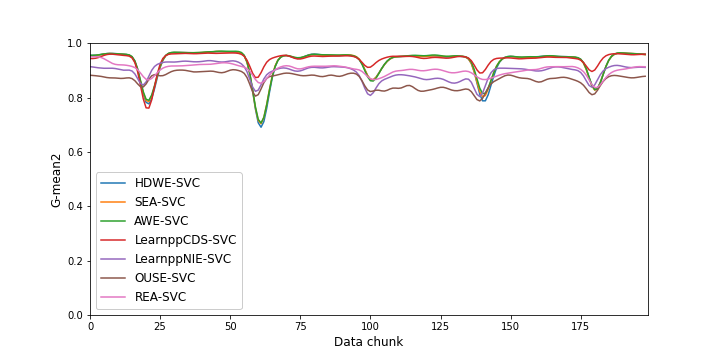 G-mean2
1.0
0.8
0.6
0.4
0.2
0.0
HDWE-SVC
SEA-SVC
AWE-SVC
LearnppCDS-SVC
LearnppNIE-SVC
OUSE-SVC
REA-SVC
0 25 50 75 100 125 150 175
Data chunk